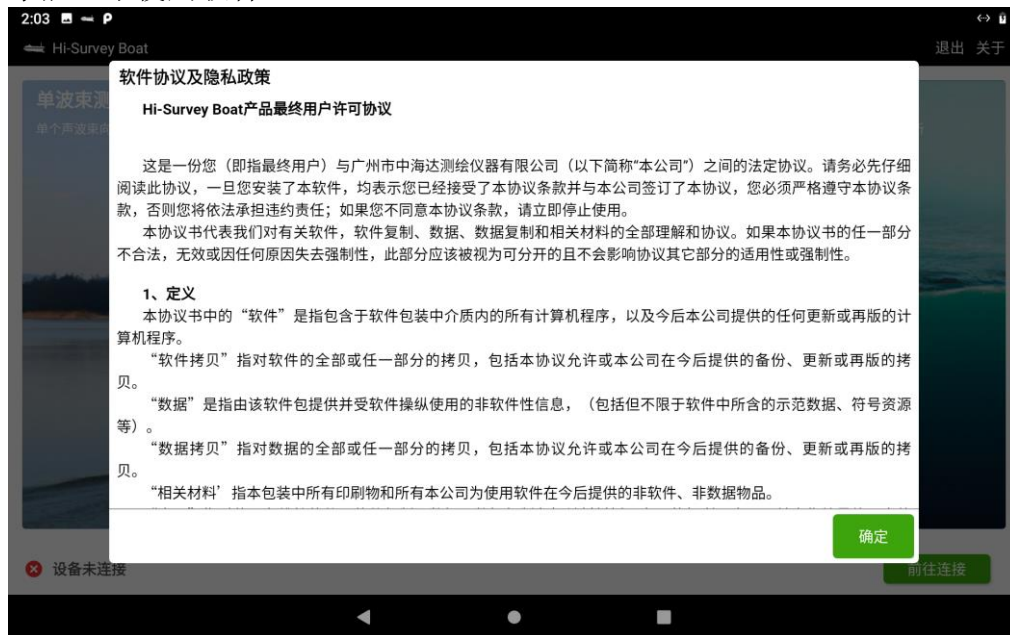 2:03
Hi-Survey Boat
退出 关于
单波束测
单个声波束
软件协议及隐私政策
Hi-Survey Boat产品最终用户许可协议
这是一份您（即指最终用户）与广州市中海达测绘仪器有限公司（以下简称“本公司”）之间的法定协议。请务必先仔细
阅读此协议，一旦您安装了本软件，均表示您已经接受了本协议条款并与本公司签订了本协议，您必须严格遵守本协议条
款，否则您将依法承担违约责任；如果您不同意本协议条款，请立即停止使用。
本协议书代表我们对有关软件，软件复制、数据、数据复制和相关材料的全部理解和协议。如果本协议书的任一部分
不合法，无效或因任何原因失去强制性，此部分应该被视为可分开的且不会影响协议其它部分的适用性或强制性。
1、定义
本协议书中的“软件”是指包含于软件包装中介质内的所有计算机程序，以及今后本公司提供的任何更新或再版的计
算机程序。
“软件拷贝”指对软件的全部或任一部分的拷贝，包括本协议允许或本公司在今后提供的备份、更新或再版的拷
贝。
“数据”是指由该软件包提供并受软件操纵使用的非软件性信息，（包括但不限于软件中所含的示范数据、符号资源
等）。
“数据拷贝”指对数据的全部或任一部分的拷贝，包括本协议允许或本公司在今后提供的备份、更新或再版的拷
贝。
“相关材料’指本包装中所有印刷物和所有本公司为使用软件在今后提供的非软件、非数据物品。
确定
设备未连接
前往连接